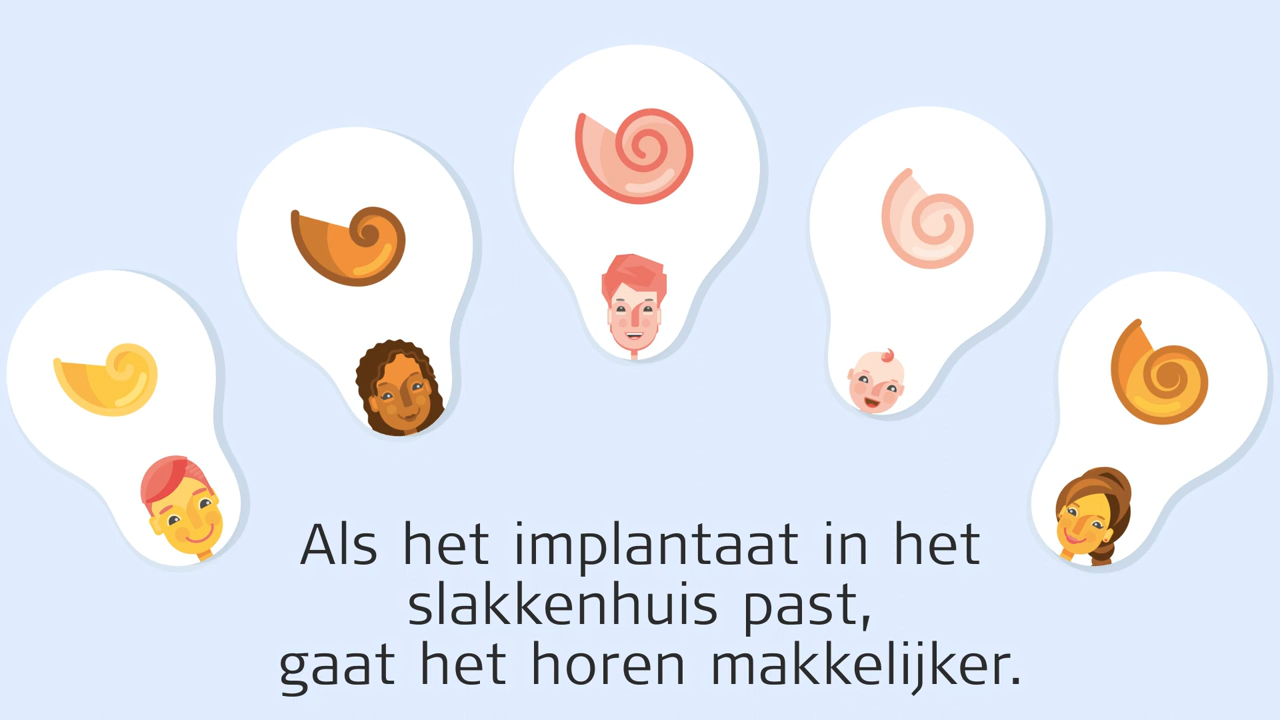 Als het implantaat in het
slakkenhuis past,
gaat het horen makkelijker.